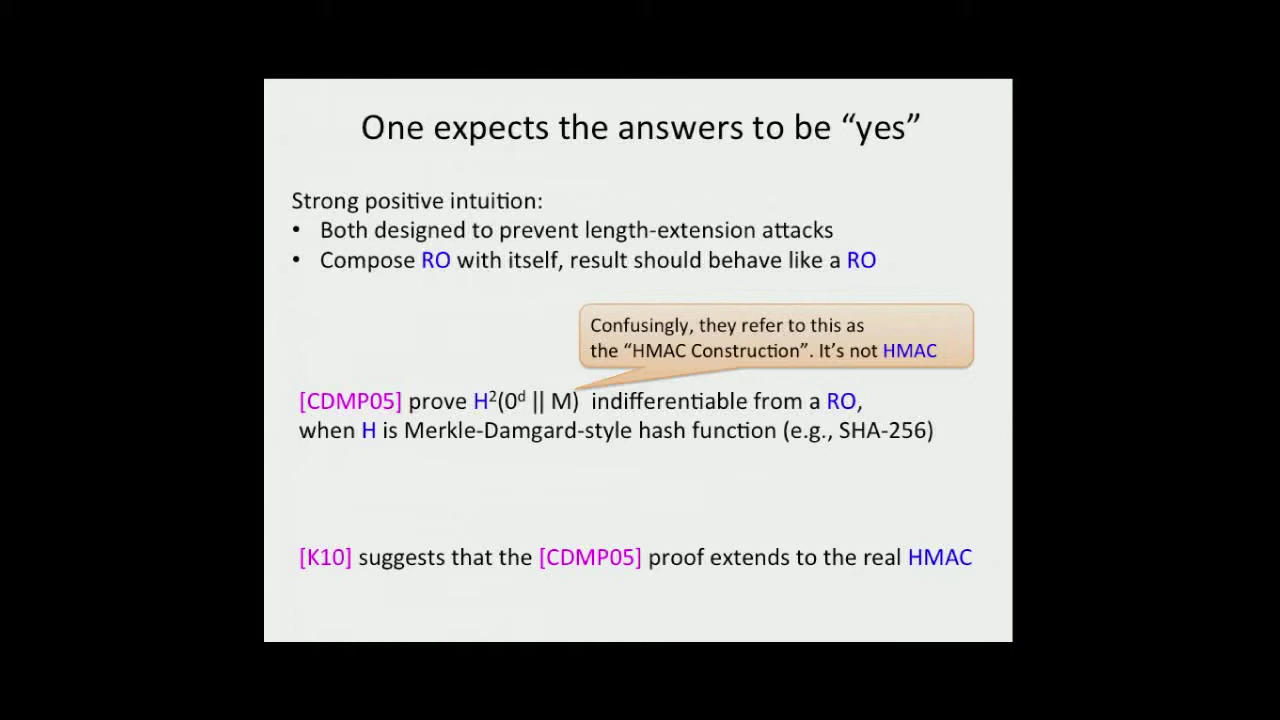 One expects the answers to be “yes”
Strong positive intuition:
• Both designed to prevent length-extension attacks
• Compose RO with itself, result should behave like a RO
Confusingly, they refer to this as
the “HMAC Construction”. It’s not HMAC
[CDMP05] prove H²(0ᵈ || M) indifferentiable from a RO,
when H is Merkle-Damgard-style hash function (e.g., SHA-256)
[K10] suggests that the [CDMP05] proof extends to the real HMAC